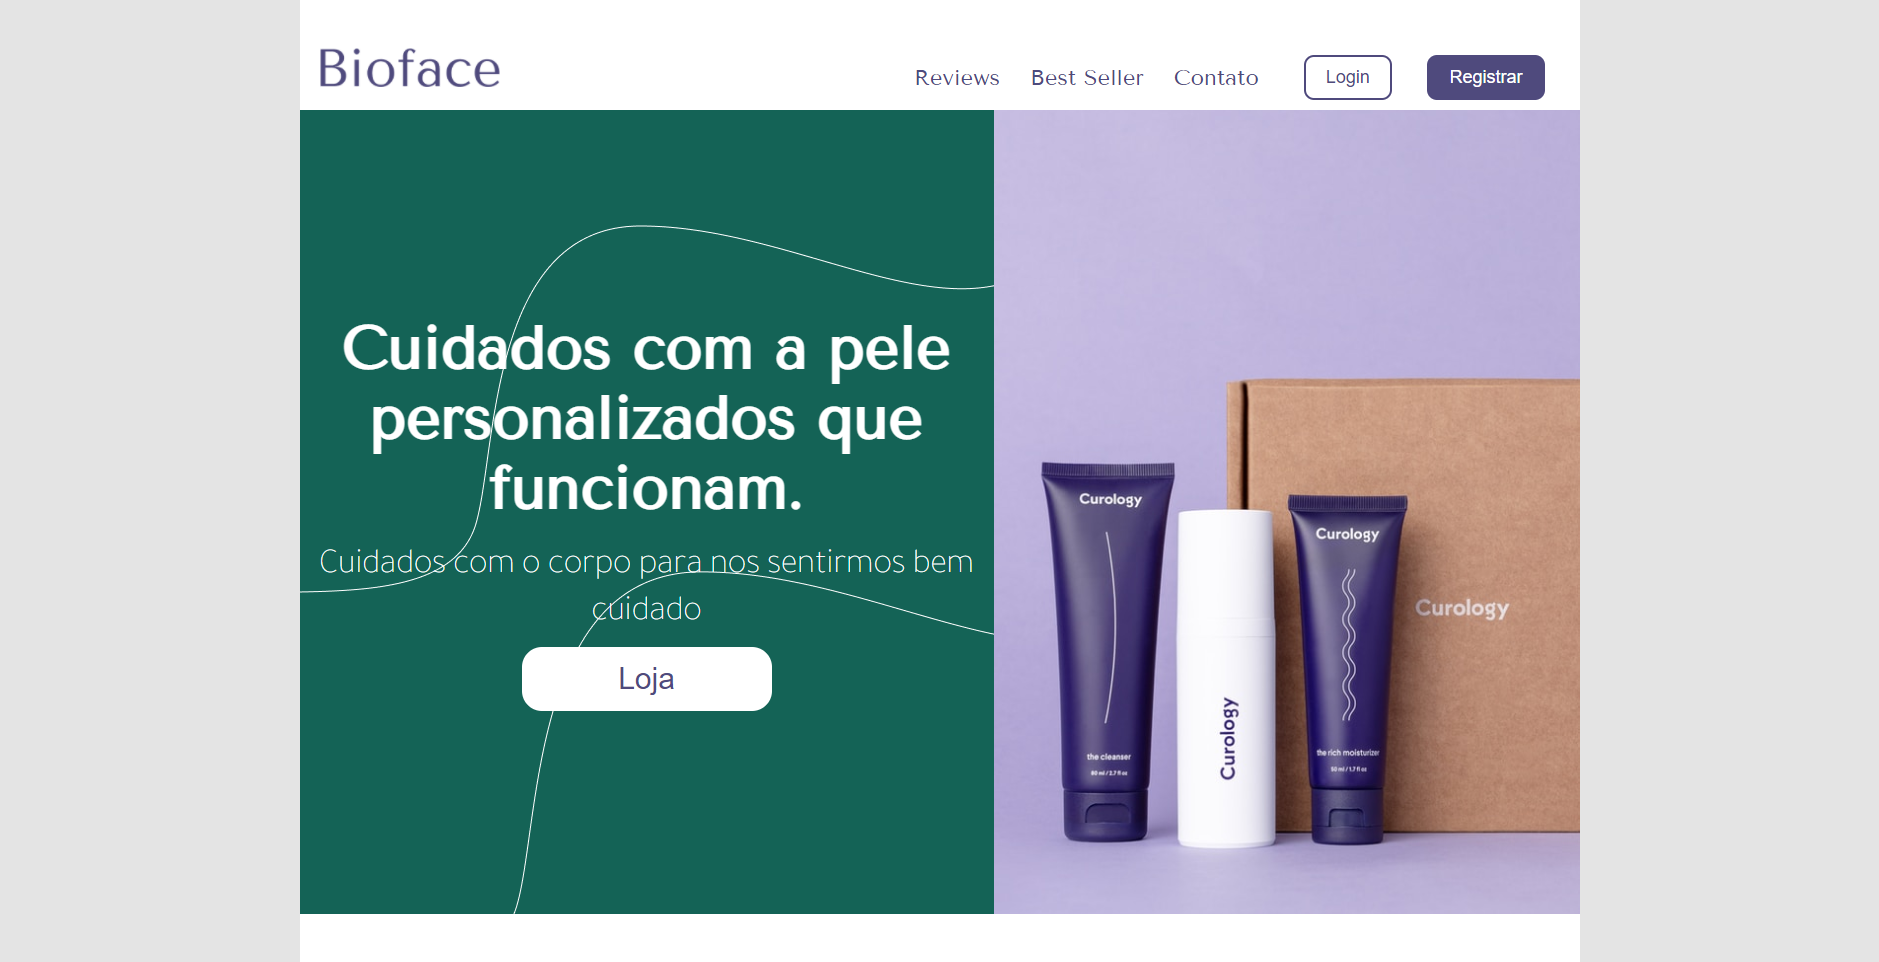 Bioface
Reviews Best Seller Contato Login Registrar
Cuidados com a pele
personalizados que
funcionam.
Cuidados com o corpo para nos sentirmos bem
cuidado
Loja
Curology
the cleanser
80 ml / 2.7 fl oz
Curology
Curology
the rich moisturizer
50 ml / 1.7 fl oz
Curology